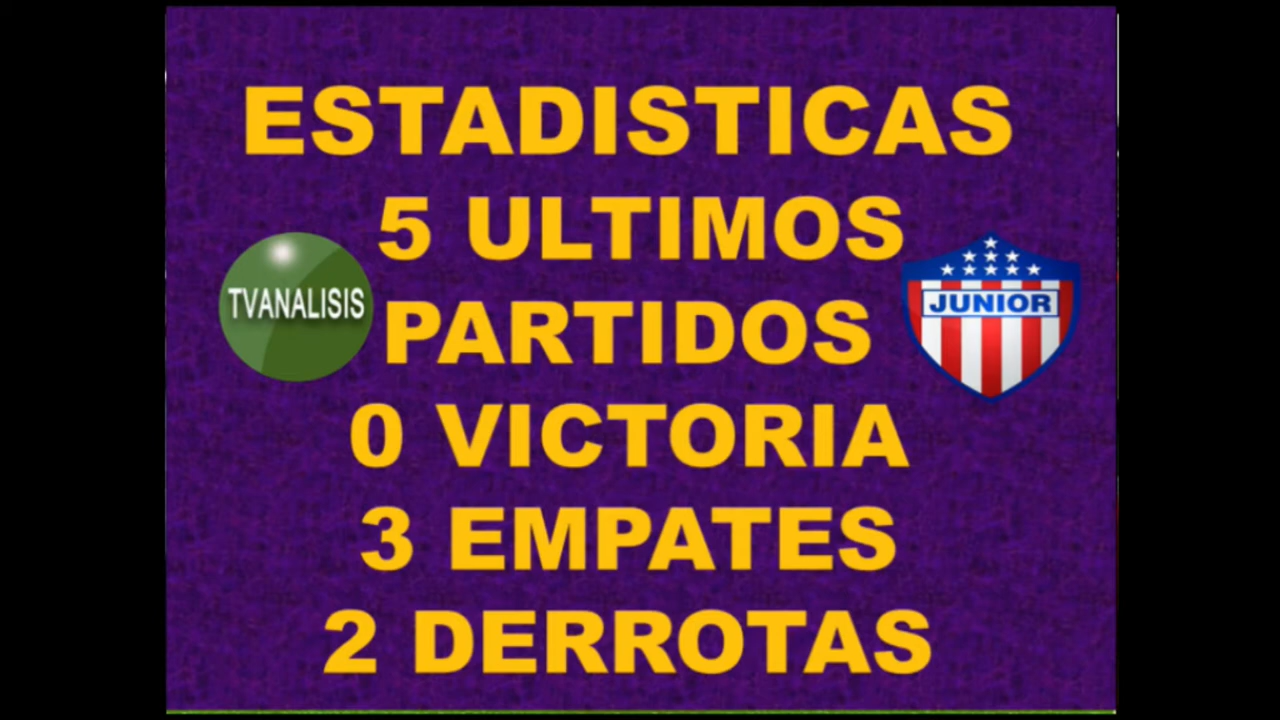 ESTADISTICAS
5 ULTIMOS
TVANALISIS
PARTIDOS
JUNIOR
0 VICTORIA
3 EMPATES
2 DERROTAS